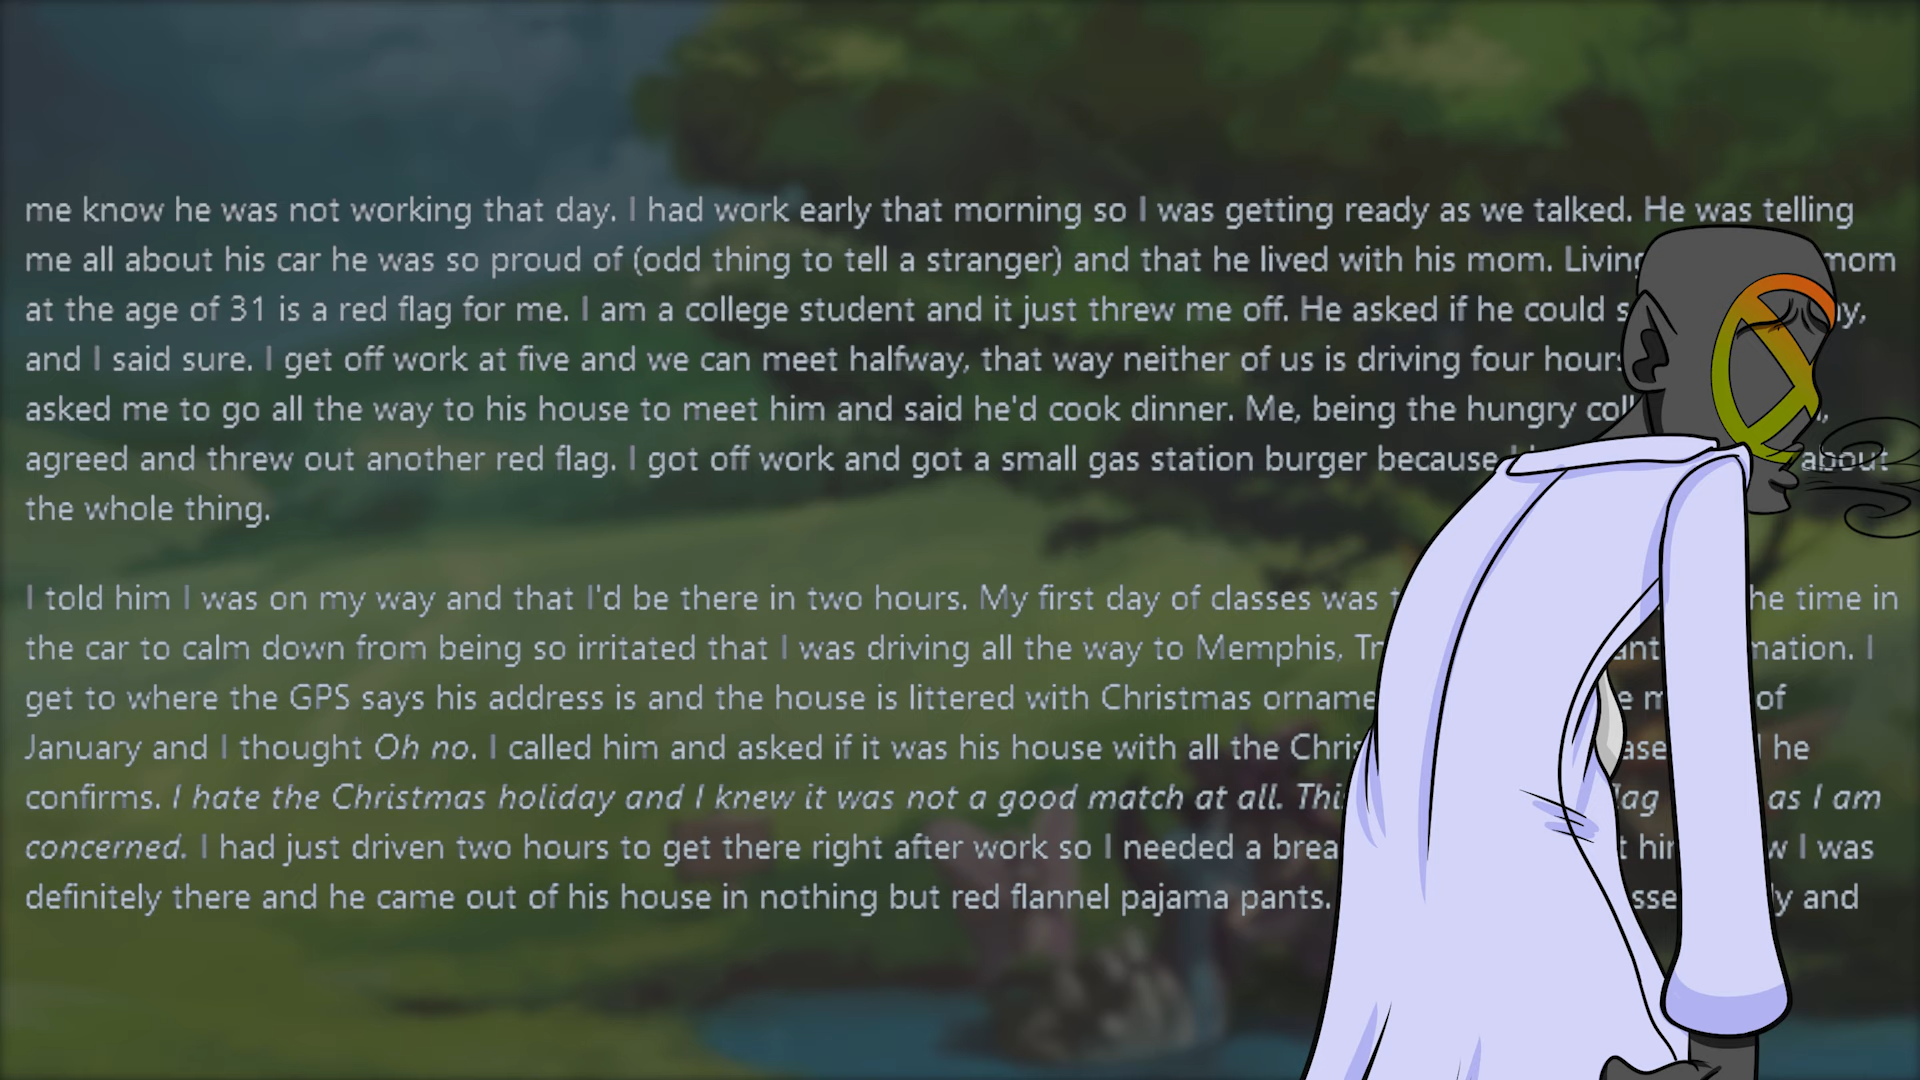 me know he was not working that day. I had work early that morning so I was getting ready as we talked. He was telling
me all about his car he was so proud of (odd thing to tell a stranger) and that he lived with his mom. Living mom
at the age of 31 is a red flag for me. I am a college student and it just threw me off. He asked if he could
and I said sure. I get off work at five and we can meet halfway, that way neither of us is driving four hours
asked me to go all the way to his house to meet him and said he'd cook dinner. Me, being the hungry
agreed and threw out another red flag. I got off work and got a small gas station burger because about
the whole thing.
I told him I was on my way and that I'd be there in two hours. My first day of classes was the time in
the car to calm down from being so irritated that I was driving all the way to Memphis, I
get to where the GPS says his address is and the house is littered with Christmas of
January and I thought Oh no. I called him and asked if it was his house with all the he
confirms. I hate the Christmas holiday and I knew it was not a good match at all. as I am
concerned. I had just driven two hours to get there right after work so I needed a I was
definitely there and he came out of his house in nothing but red flannel pajama pants. and